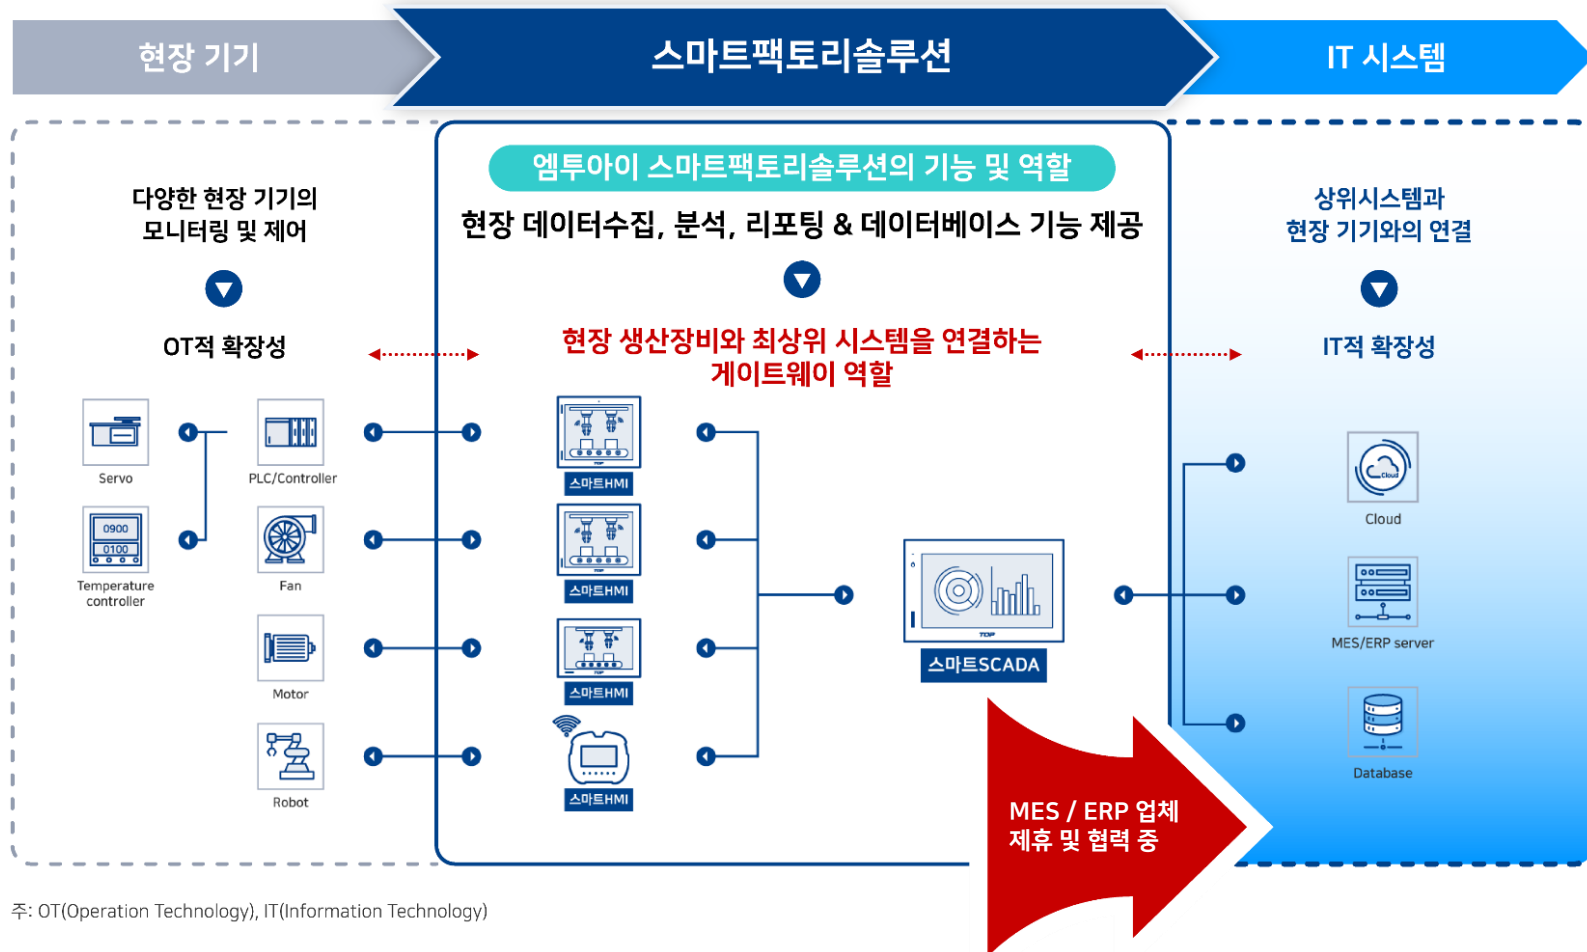 현장 기기
스마트팩토리솔루션
IT 시스템
다양한 현장 기기의
모니터링 및 제어
OT적 확장성
Servo
PLC/Controller
0900
0100
Temperature
controller
Fan
Motor
Robot
엠투아이 스마트팩토리솔루션의 기능 및 역할
현장 데이터수집, 분석, 리포팅 & 데이터베이스 기능 제공
현장 생산장비와 최상위 시스템을 연결하는
게이트웨이 역할
TOP
스마트HMI
TOP
스마트HMI
TOP
스마트HMI
스마트HMI
TOP
스마트SCADA
MES / ERP 업체
제휴 및 협력 중
상위시스템과
현장 기기와의 연결
IT적 확장성
Cloud
Cloud
MES/ERP server
Database
주: OT(Operation Technology), IT(Information Technology)